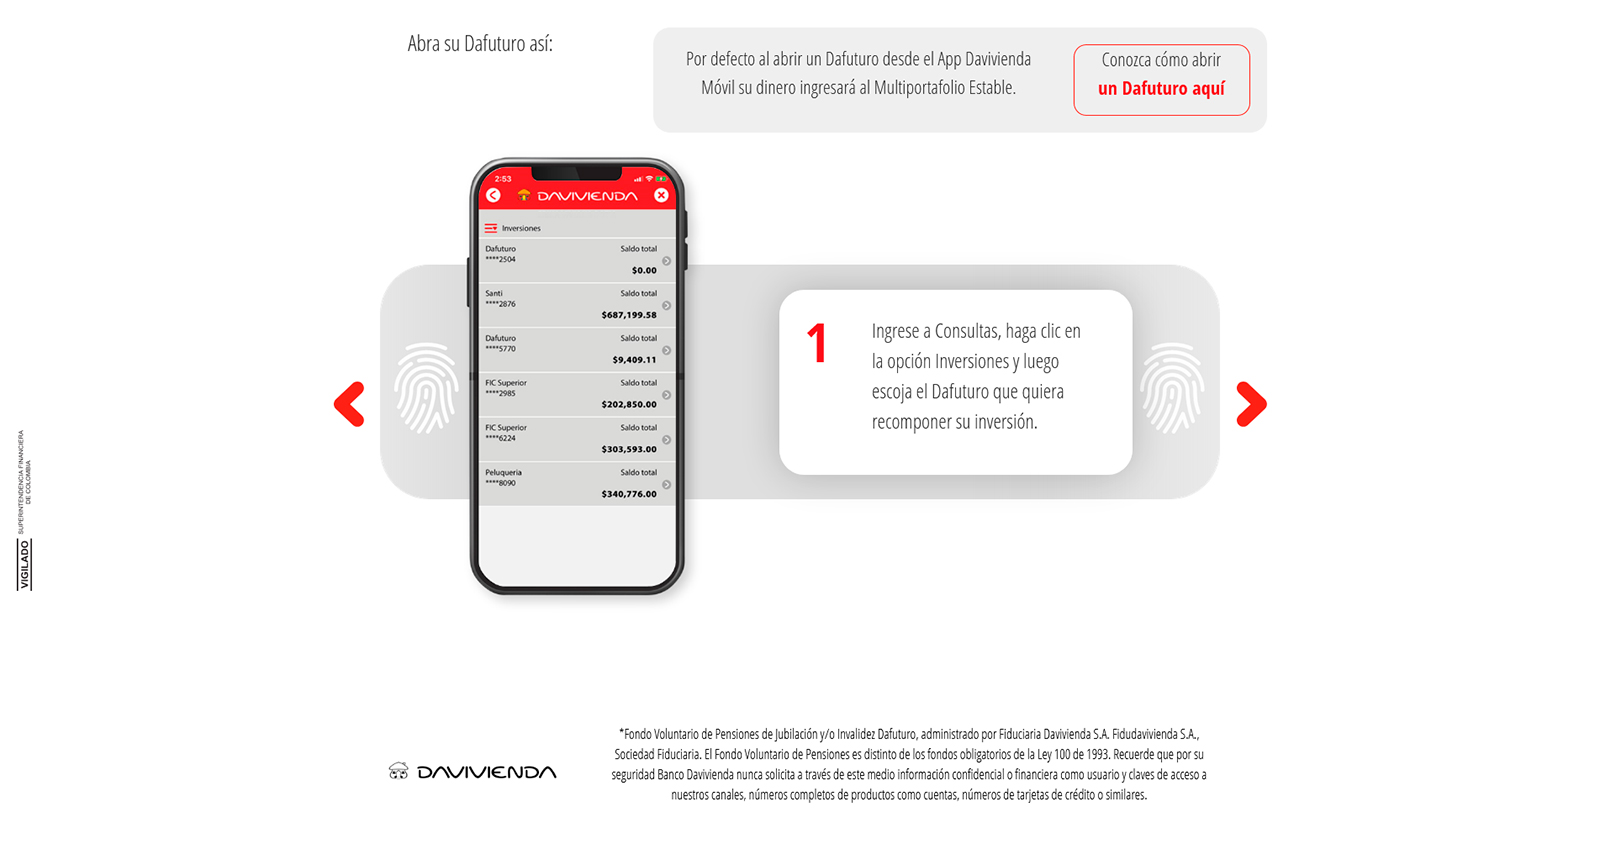 Abra su Dafuturo así:
Por defecto al abrir un Dafuturo desde el App Davivienda
Móvil su dinero ingresará al Multiportafolio Estable.
Conozca cómo abrir
un Dafuturo aquí
2:53
DAVIVIENDA
Inversiones
Dafuturo Saldo total
****2504
$0.00
Santi Saldo total
****2876
$687,199.58
Dafuturo Saldo total
****5770
$9,409.11
FIC Superior Saldo total
****2985
$202,850.00
FIC Superior Saldo total
****6224
$303,593.00
Peluqueria Saldo total
****8090
$340,776.00
1
Ingrese a Consultas, haga clic en
la opción Inversiones y luego
escoja el Dafuturo que quiera
recomponer su inversión.
VIGILADO
SUPERINTENDENCIA FINANCIERA
DE COLOMBIA
DAVIVIENDA
*Fondo Voluntario de Pensiones de Jubilación y/o Invalidez Dafuturo, administrado por Fiduciaria Davivienda S.A. Fidudavivienda S.A.,
Sociedad Fiduciaria. El Fondo Voluntario de Pensiones es distinto de los fondos obligatorios de la Ley 100 de 1993. Recuerde que por su
seguridad Banco Davivienda nunca solicita a través de este medio información confidencial o financiera como usuario y claves de acceso a
nuestros canales, números completos de productos como cuentas, números de tarjetas de crédito o similares.